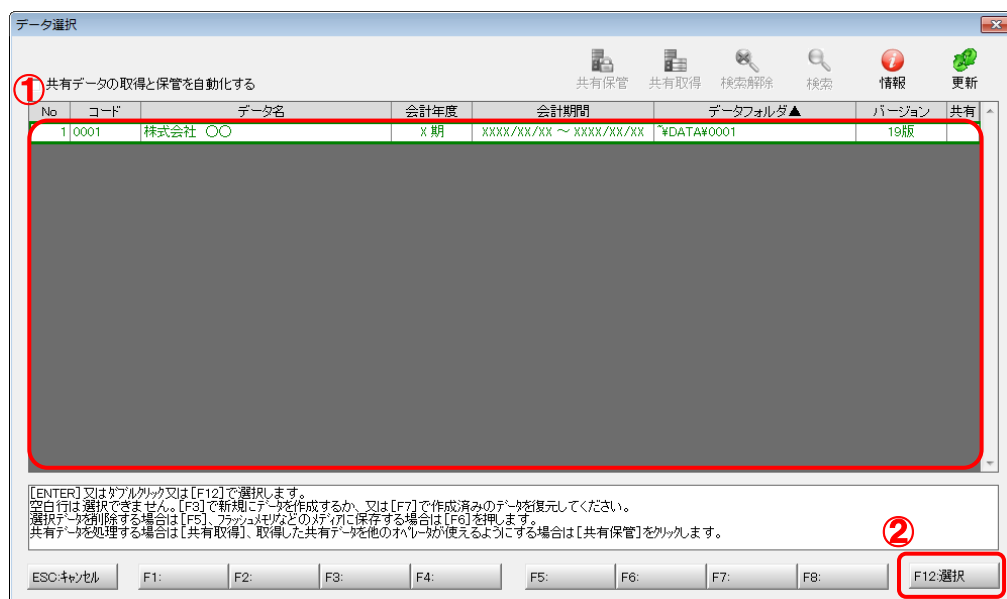 データ選択
共有保管 共有取得 検索解除 検索 情報 更新
① 共有データの取得と保管を自動化する
No コード データ名 会計年度 会計期間 データフォルダ▲ バージョン 共有
1 0001 株式会社 〇〇 X 期 XXXX/XX/XX ～ XXXX/XX/XX ~¥DATA¥0001 19版
[ENTER]又はダブルクリック又は[F12]で選択します。
空白行は選択できません。[F3]で新規にデータを作成するか、又は[F7]で作成済みのデータを復元してください。
選択データを削除する場合は[F5]、フラッシュメモリなどのメディアに保存する場合は[F6]を押します。
共有データを処理する場合は[共有取得]、取得した共有データを他のオペレータが使えるようにする場合は[共有保管]をクリックします。
②
ESC:キャンセル F1: F2: F3: F4: F5: F6: F7: F8: F12:選択